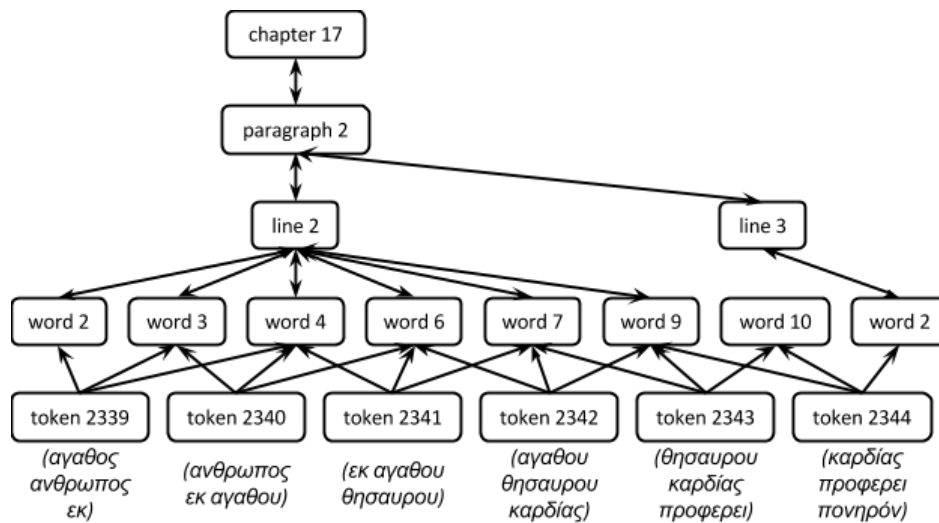 chapter 17
paragraph 2
line 2
line 3
word 2
word 3
word 4
word 6
word 7
word 9
word 10
word 2
token 2339
token 2340
token 2341
token 2342
token 2343
token 2344
(αγαθος
ανθρωπος
εκ)
(ανθρωπος
εκ αγαθου)
(εκ αγαθου
θησαυρου)
(αγαθου
θησαυρου
καρδίας)
(θησαυρου
καρδίας
προφερει)
(καρδίας
προφερει
πονηρόν)